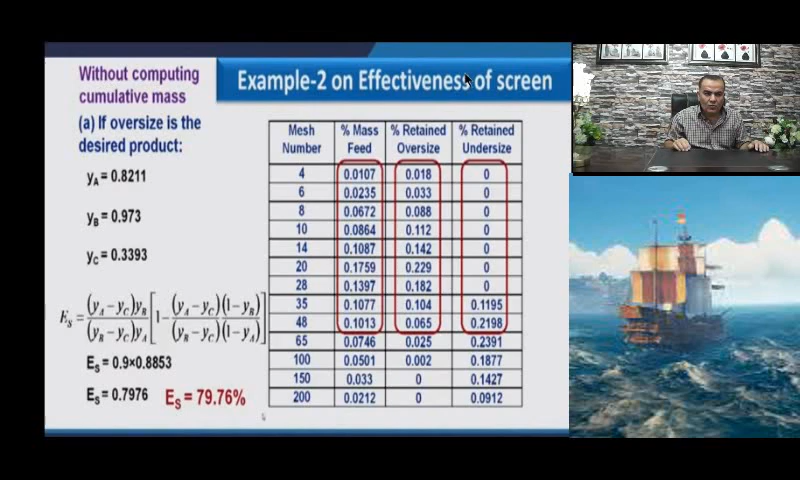 Without computing
cumulative mass
Example-2 on Effectiveness of screen
(a) If oversize is the
desired product:
y_A = 0.8211
y_B = 0.973
y_C = 0.3393
E_S = (y_A − y_C)y_B / (y_B − y_C)y_A [1 − (y_A − y_C)(1 − y_B) / (y_B − y_C)(1 − y_A)]
E_S = 0.9×0.8853
E_S = 0.7976 E_S = 79.76%
Mesh Number % Mass Feed % Retained Oversize % Retained Undersize
4 0.0107 0.018 0
6 0.0235 0.033 0
8 0.0672 0.088 0
10 0.0864 0.112 0
14 0.1087 0.142 0
20 0.1759 0.229 0
28 0.1397 0.182 0
35 0.1077 0.104 0.1195
48 0.1013 0.065 0.2198
65 0.0746 0.025 0.2391
100 0.0501 0.002 0.1877
150 0.033 0 0.1427
200 0.0212 0 0.0912